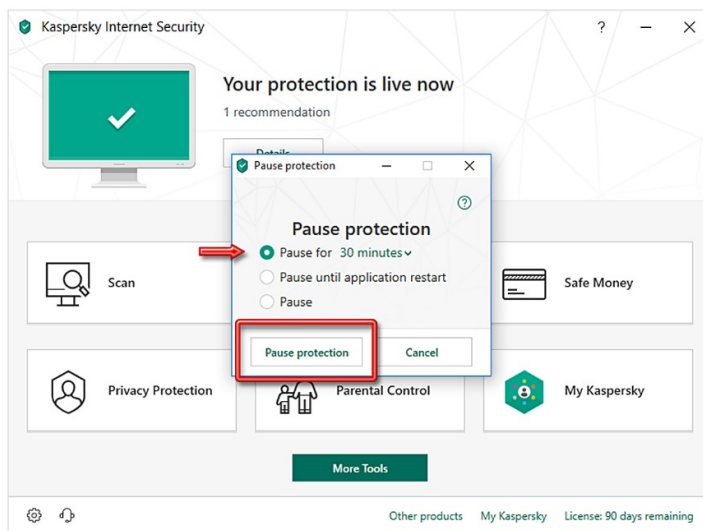 Kaspersky Internet Security
?
Your protection is live now
1 recommendation
Details
Pause protection
Pause protection
Pause for 30 minutes
Pause until application restart
Pause
Pause protection Cancel
Scan
Safe Money
Privacy Protection
Parental Control
My Kaspersky
More Tools
Other products My Kaspersky License: 90 days remaining